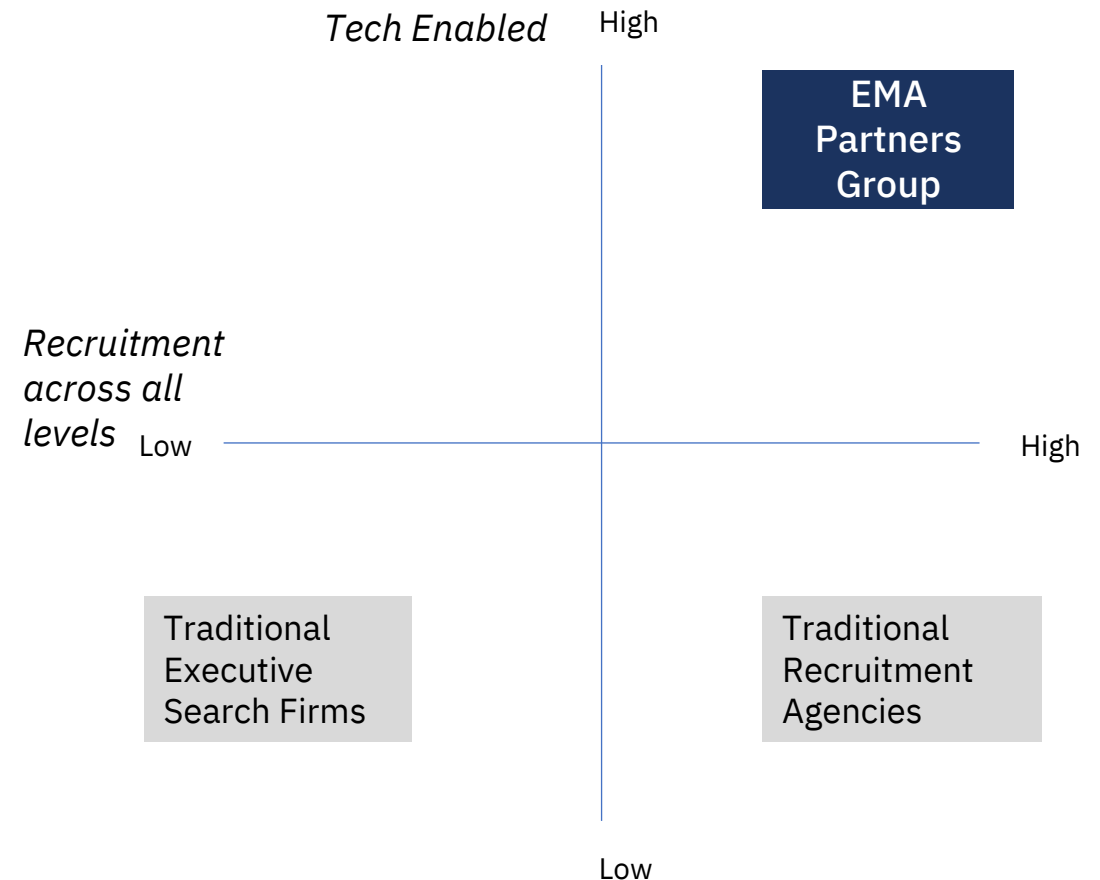 Tech Enabled
High
EMA
Partners
Group
Recruitment
across all
levels
Low
High
Traditional
Executive
Search Firms
Traditional
Recruitment
Agencies
Low